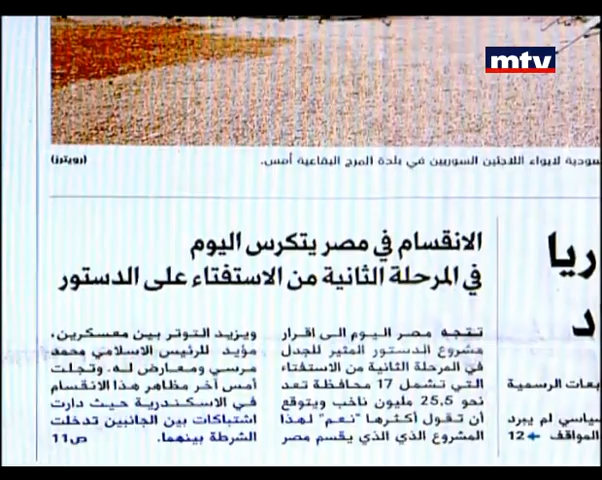 mtv
سودية لايواء اللاجئين السوريين في بلدة المرج البقاعية أمس.
(رويترز)
ريا
د
بعات الرسمية
سياسي لم يبرد
المواقف ← 12
الانقسام في مصر يتكرس اليوم
في المرحلة الثانية من الاستفتاء على الدستور
تتجه مصر اليوم الى اقرار
مشروع الدستور المثير للجدل
في المرحلة الثانية من الاستفتاء
التي تشمل 17 محافظة تعد
نحو 25,5 مليون ناخب ويتوقع
أن تقول أكثرها "نعم" لهذا
المشروع الذي الذي يقسم مصر
ويزيد التوتر بين معسكرين،
مؤيد للرئيس الاسلامي محمد
مرسي ومعارض له. وتجلت
أمس آخر مظاهر هذا الانقسام
في الاسكندرية حيث دارت
اشتباكات بين الجانبين تدخلت
الشرطة بينهما. ص11